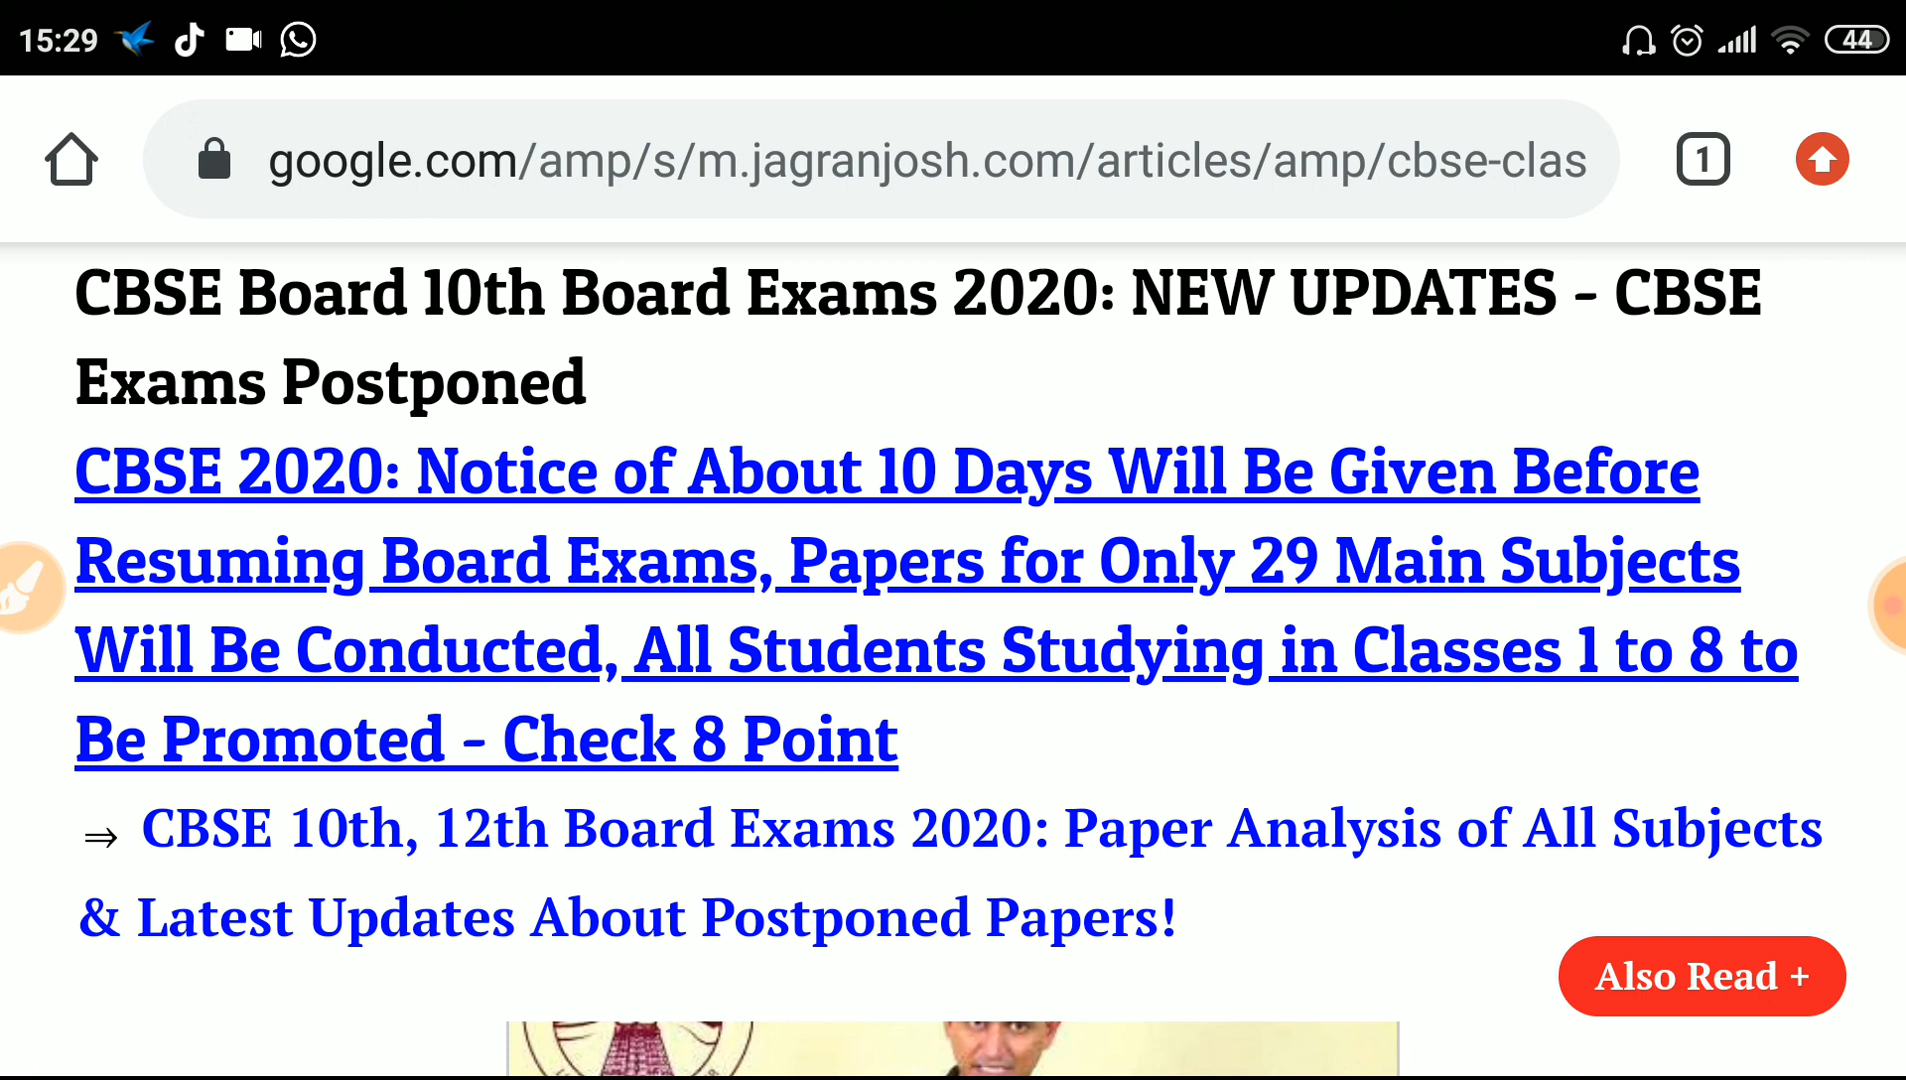 15:29
44
google.com/amp/s/m.jagranjosh.com/articles/amp/cbse-clas
1
CBSE Board 10th Board Exams 2020: NEW UPDATES - CBSE
Exams Postponed
CBSE 2020: Notice of About 10 Days Will Be Given Before
Resuming Board Exams, Papers for Only 29 Main Subjects
Will Be Conducted, All Students Studying in Classes 1 to 8 to
Be Promoted - Check 8 Point
⇒ CBSE 10th, 12th Board Exams 2020: Paper Analysis of All Subjects
& Latest Updates About Postponed Papers!
Also Read +